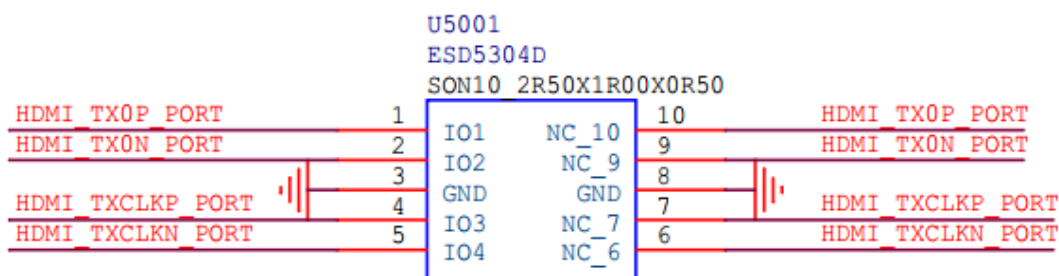 U5001
ESD5304D
SON10_2R50X1R00X0R50
HDMI_TX0P_PORT 1 IO1 NC_10 10 HDMI_TX0P_PORT
HDMI_TX0N_PORT 2 IO2 NC_9 9 HDMI_TX0N_PORT
3 GND GND 8
HDMI_TXCLKP_PORT 4 IO3 NC_7 7 HDMI_TXCLKP_PORT
HDMI_TXCLKN_PORT 5 IO4 NC_6 6 HDMI_TXCLKN_PORT